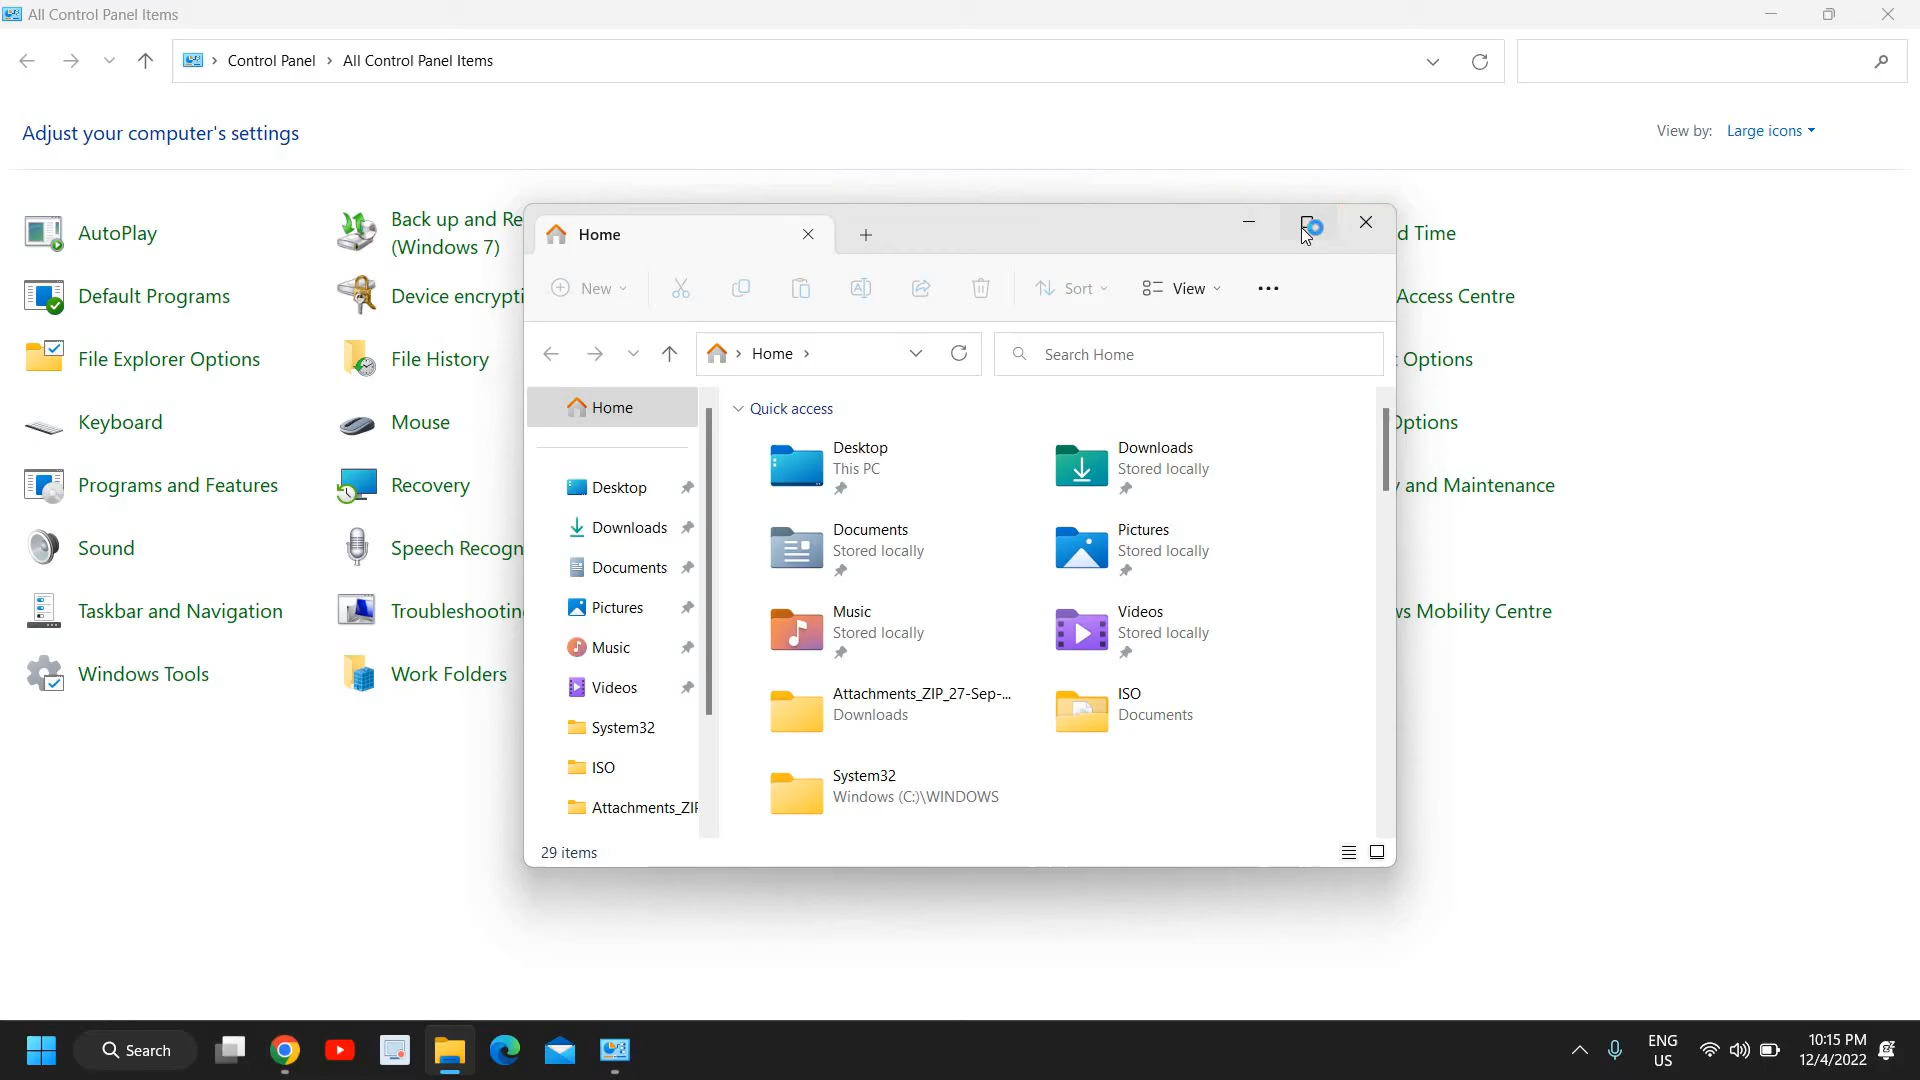 All Control Panel Items
Control Panel All Control Panel Items
Adjust your computer's settings
View by: Large icons
AutoPlay
Back up and Re
(Windows 7)
d Time
Default Programs
Device encrypti
Access Centre
File Explorer Options
File History
Options
Keyboard
Mouse
Options
Programs and Features
Recovery
y and Maintenance
Sound
Speech Recogn
Taskbar and Navigation
Troubleshootin
ws Mobility Centre
Windows Tools
Work Folders
Home
New
Sort
View
Home
Search Home
Home
Desktop
Downloads
Documents
Pictures
Music
Videos
System32
ISO
Attachments_ZIP
Quick access
Desktop
This PC
Downloads
Stored locally
Documents
Stored locally
Pictures
Stored locally
Music
Stored locally
Videos
Stored locally
Attachments_ZIP_27-Sep-...
Downloads
ISO
Documents
System32
Windows (C:)\WINDOWS
29 items
Search
ENG
US
10:15 PM
12/4/2022